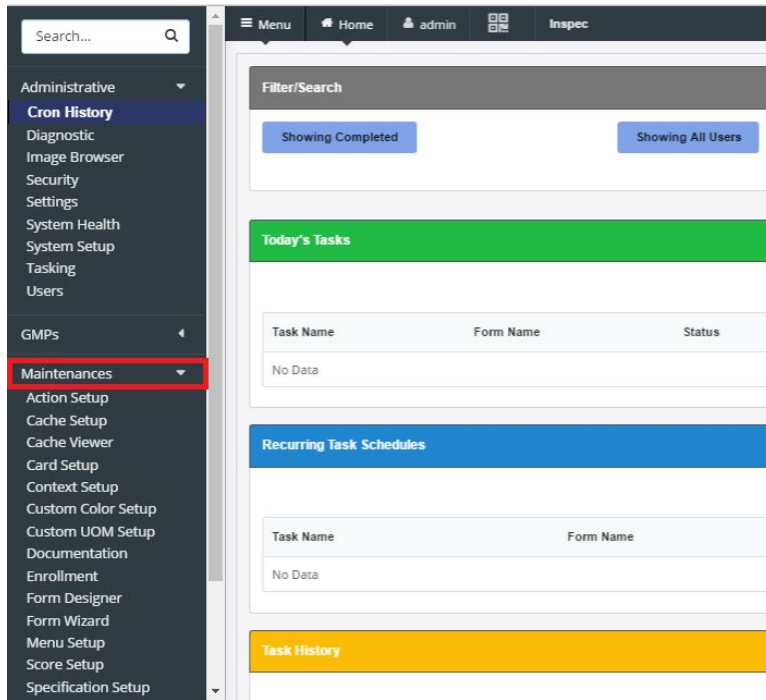 Search...
Administrative
Cron History
Diagnostic
Image Browser
Security
Settings
System Health
System Setup
Tasking
Users
GMPs
Maintenances
Action Setup
Cache Setup
Cache Viewer
Card Setup
Context Setup
Custom Color Setup
Custom UOM Setup
Documentation
Enrollment
Form Designer
Form Wizard
Menu Setup
Score Setup
Specification Setup
Menu Home admin Inspec
Filter/Search
Showing Completed Showing All Users
Today's Tasks
Task Name Form Name Status
No Data
Recurring Task Schedules
Task Name Form Name
No Data
Task History